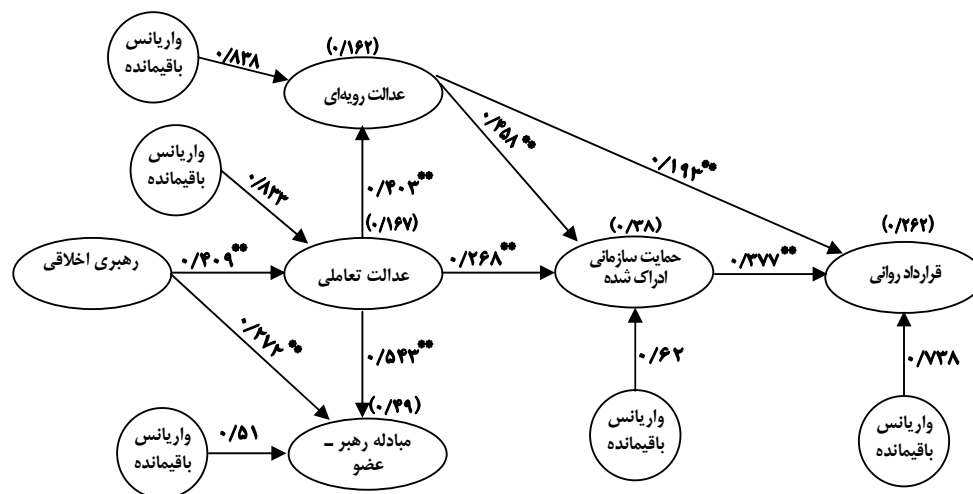 واریانس
باقیمانده
۰/۸۳۸
(۰/۱۶۲)
عدالت رویه‌ای
۰/۴۵۸**
۰/۱۹۳**
واریانس
باقیمانده
۰/۸۳۳
۰/۴۰۳**
(۰/۱۶۷)
عدالت تعاملی
رهبری اخلاقی
۰/۴۰۹**
۰/۲۶۸**
(۰/۳۸)
حمایت سازمانی
ادراک شده
۰/۳۷۷**
(۰/۲۶۲)
قرارداد روانی
۰/۲۷۲**
۰/۵۴۳**
۰/۶۲
۰/۷۳۸
(۰/۴۹)
مبادله رهبر –
عضو
۰/۵۱
واریانس
باقیمانده
واریانس
باقیمانده
واریانس
باقیمانده